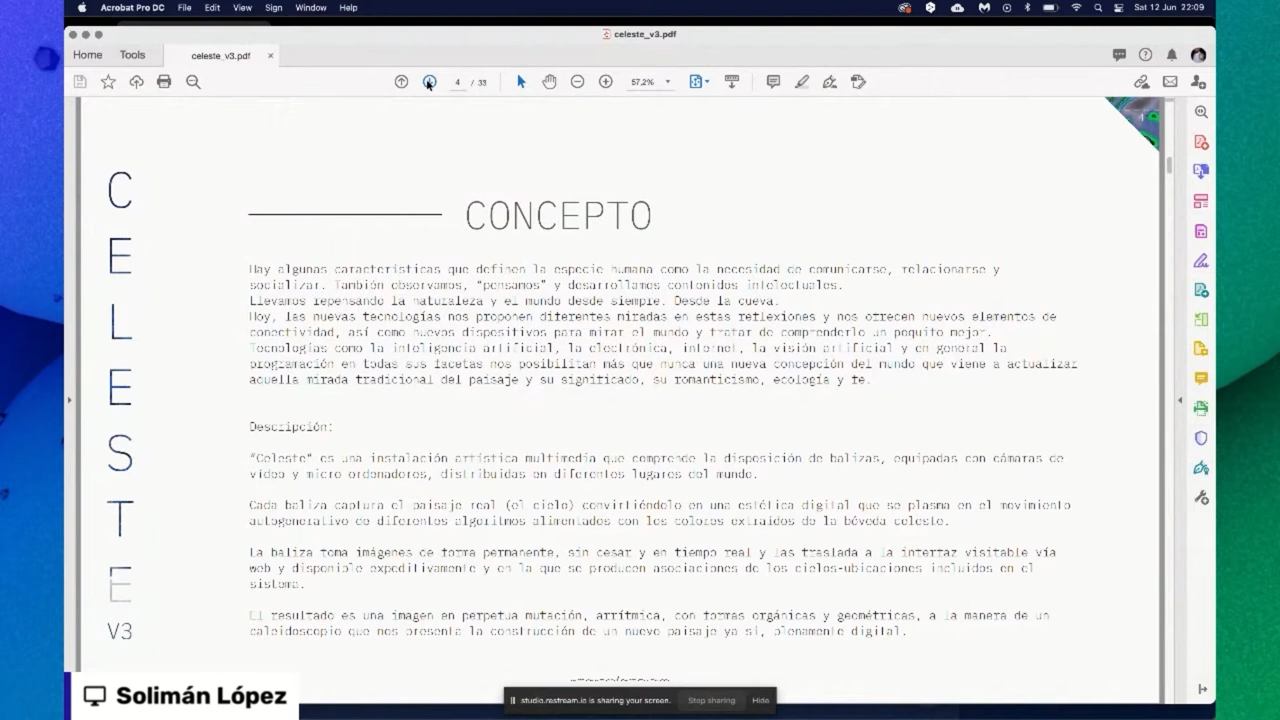 Acrobat Pro DC File Edit View Sign Window Help Sat 12 Jun 22:09
celeste_v3.pdf
Home Tools celeste_v3.pdf ×
4 / 33 57.2%
CELESTE
V3
CONCEPTO
Hay algunas características que definen la especie humana como la necesidad de comunicarse, relacionarse y
socializar. También observamos, "pensamos" y desarrollamos contenidos intelectuales.
Llevamos repensando la naturaleza y el mundo desde siempre. Desde la cueva.
Hoy, las nuevas tecnologías nos proponen diferentes miradas en estas reflexiones y nos ofrecen nuevos elementos de
conectividad, así como nuevos dispositivos para mirar el mundo y tratar de comprenderlo un poquito mejor.
Tecnologías como la inteligencia artificial, la electrónica, internet, la visión artificial y en general la
programación en todas sus facetas nos posibilitan más que nunca una nueva concepción del mundo que viene a actualizar
aquella mirada tradicional del paisaje y su significado, su romanticismo, ecología y fe.
Descripción:
"Celeste" es una instalación artística multimedia que comprende la disposición de balizas, equipadas con cámaras de
vídeo y micro ordenadores, distribuidas en diferentes lugares del mundo.
Cada baliza captura el paisaje real (el cielo) convirtiéndolo en una estética digital que se plasma en el movimiento
autogenerativo de diferentes algoritmos alimentados con los colores extraídos de la bóveda celeste.
La baliza toma imágenes de forma permanente, sin cesar y en tiempo real y las traslada a la interfaz visitable vía
web y disponible expeditivamente y en la que se producen asociaciones de los cielos-ubicaciones incluidos en el
sistema.
El resultado es una imagen en perpetua mutación, arrítmica, con formas orgánicas y geométricas, a la manera de un
caleidoscopio que nos presenta la construcción de un nuevo paisaje ya sí, plenamente digital.
studio.restream.io is sharing your screen. Stop sharing Hide
Solimán López